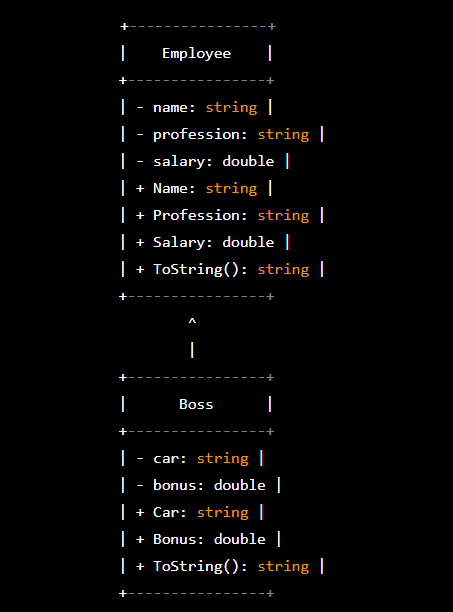 +----------------+
|    Employee    |
+----------------+
| - name: string |
| - profession: string |
| - salary: double |
| + Name: string |
| + Profession: string |
| + Salary: double |
| + ToString(): string |
+----------------+
        ^
        |
+----------------+
|      Boss      |
+----------------+
| - car: string |
| - bonus: double |
| + Car: string |
| + Bonus: double |
| + ToString(): string |
+----------------+